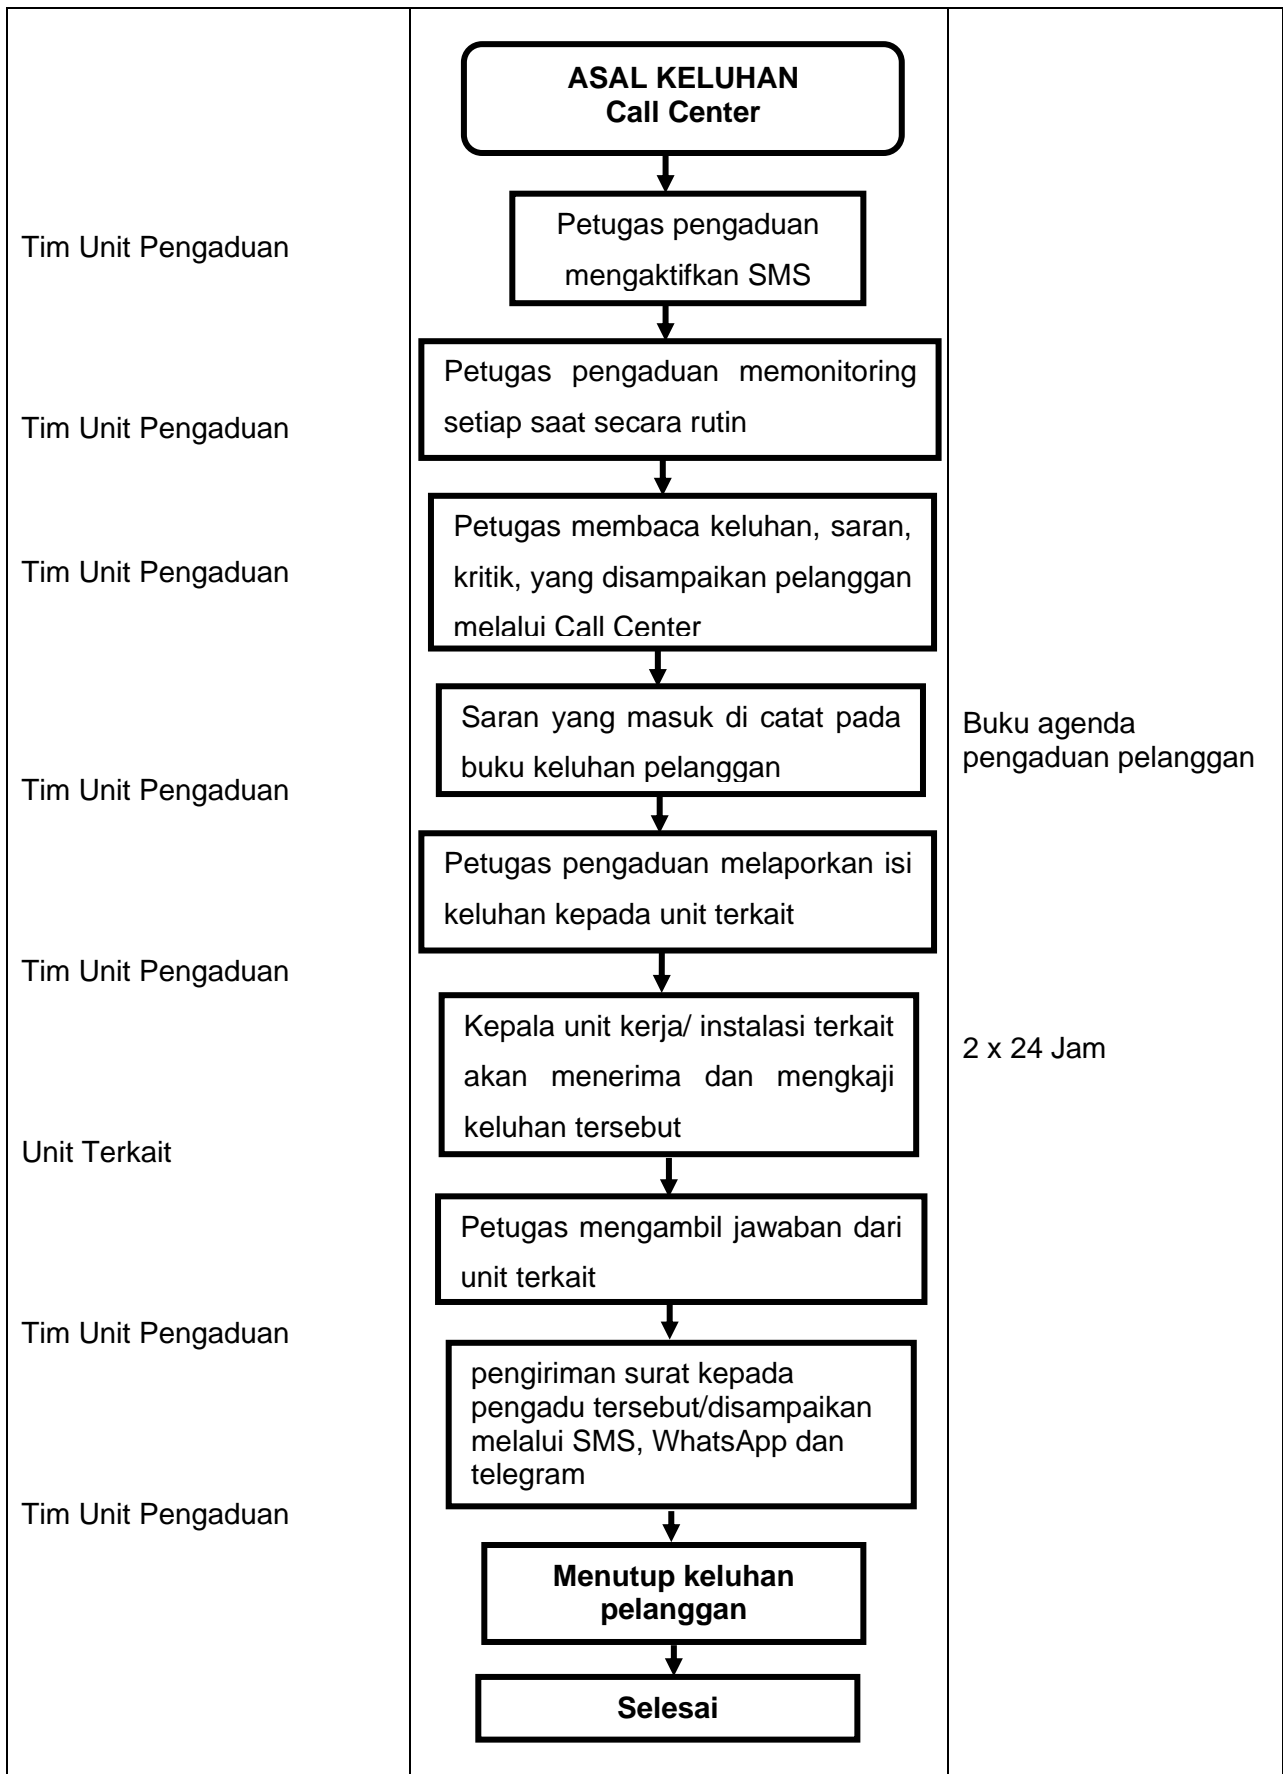 ASAL KELUHAN
Call Center
Petugas pengaduan
Tim Unit Pengaduan
mengaktifkan SMS
Petugas pengaduan memonitoring
setiap saat secara rutin
Tim Unit Pengaduan
Petugas membaca keluhan, saran,
kritik, yang disampaikan pelanggan
melalui Call Center
Tim Unit Pengaduan
Saran yang masuk di catat pada
buku keluhan pelanggan
Buku agenda
pengaduan pelanggan
Tim Unit Pengaduan
Petugas pengaduan melaporkan isi
keluhan kepada unit terkait
Tim Unit Pengaduan
Kepala unit kerja/ instalasi terkait
akan menerima dan mengkaji
keluhan tersebut
2 x 24 Jam
Unit Terkait
Petugas mengambil jawaban dari
unit terkait
Tim Unit Pengaduan
pengiriman surat kepada
pengadu tersebut/disampaikan
melalui SMS, WhatsApp dan
telegram
Tim Unit Pengaduan
Menutup keluhan
pelanggan
Selesai